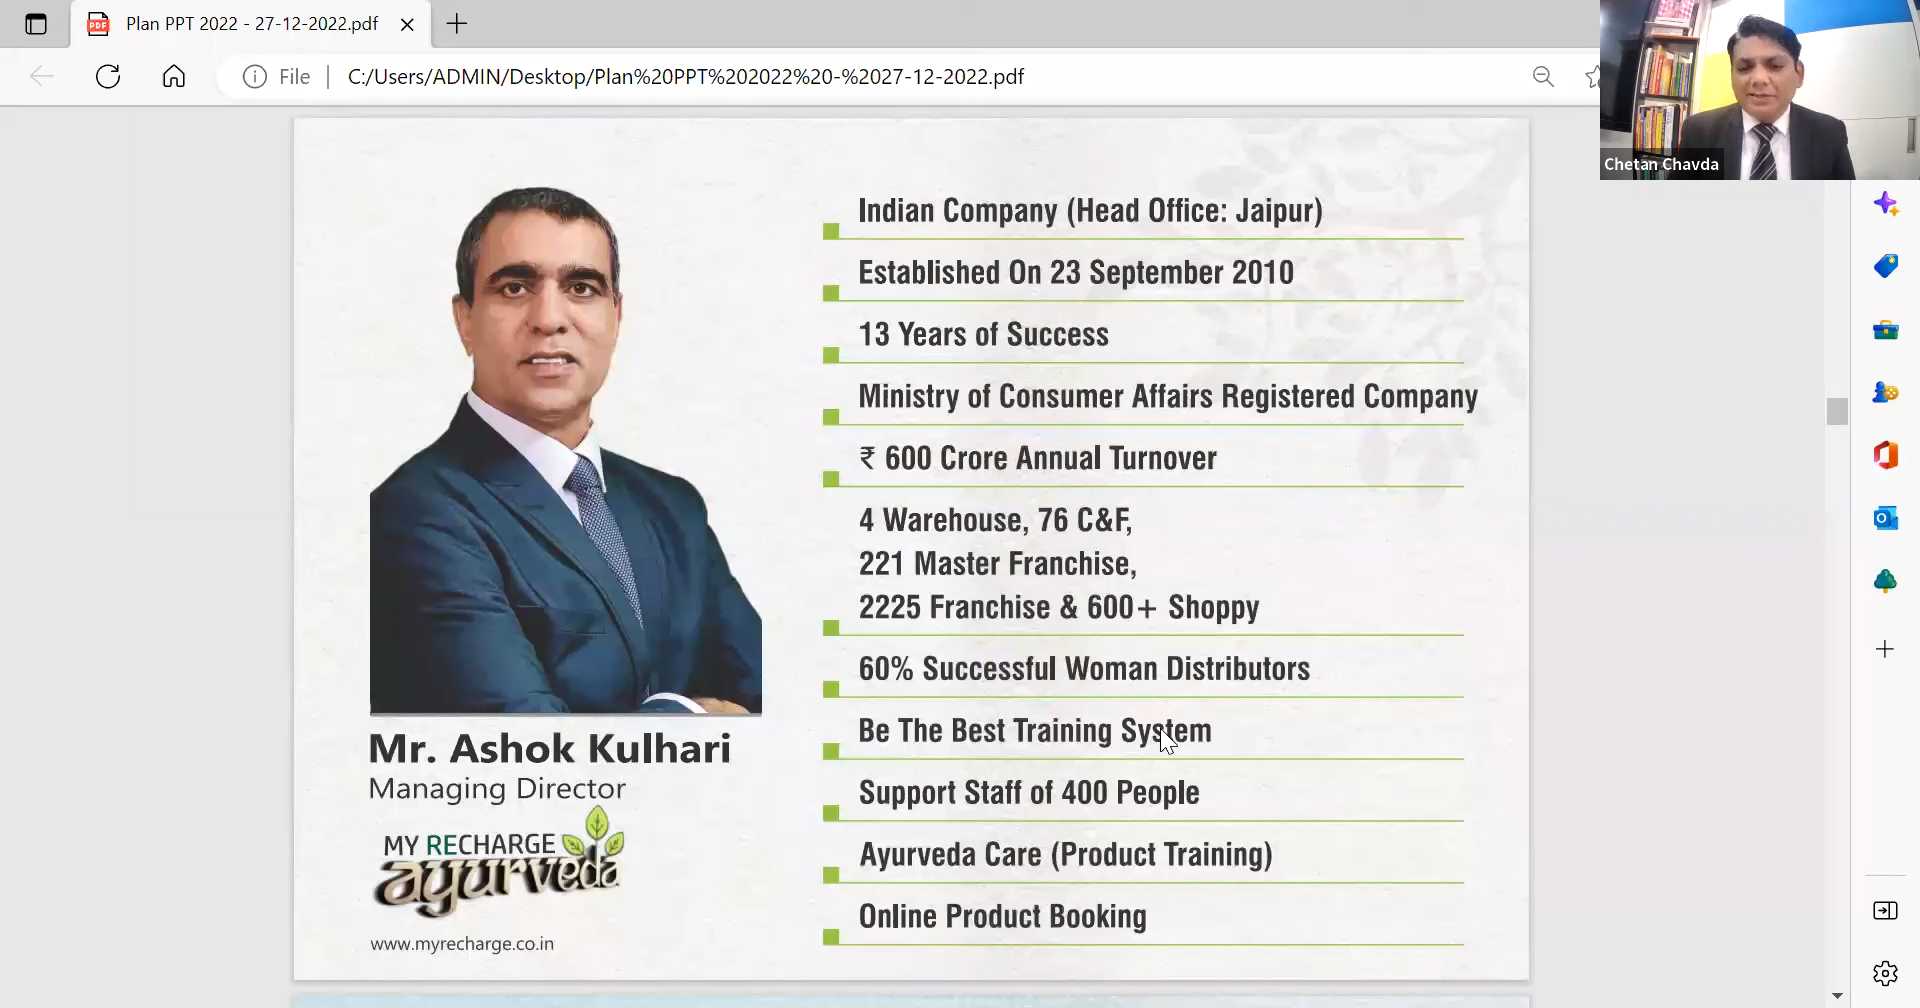 Plan PPT 2022 - 27-12-2022.pdf
PDF
File
C:/Users/ADMIN/Desktop/Plan%20PPT%202022%20-%2027-12-2022.pdf
Chetan Chavda
Indian Company (Head Office: Jaipur)
Established On 23 September 2010
13 Years of Success
Ministry of Consumer Affairs Registered Company
₹ 600 Crore Annual Turnover
4 Warehouse, 76 C&F,
221 Master Franchise,
2225 Franchise & 600+ Shoppy
60% Successful Woman Distributors
Be The Best Training System
Support Staff of 400 People
Ayurveda Care (Product Training)
Online Product Booking
Mr. Ashok Kulhari
Managing Director
MY RECHARGE
ayurveda
www.myrecharge.co.in